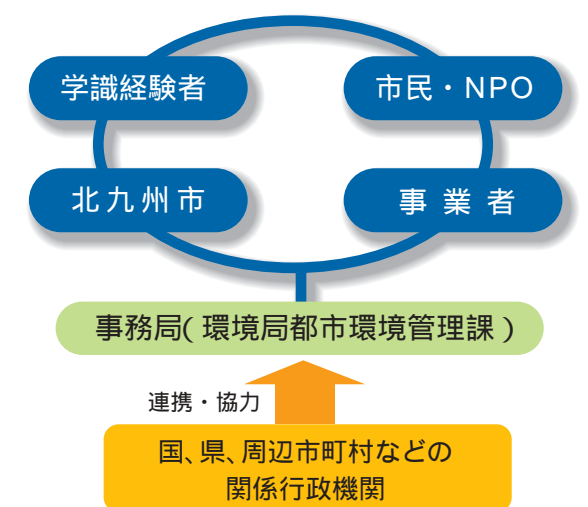 学識経験者
市民・NPO
北九州市
事業者
事務局(環境局都市環境管理課)
連携・協力
国、県、周辺市町村などの
関係行政機関